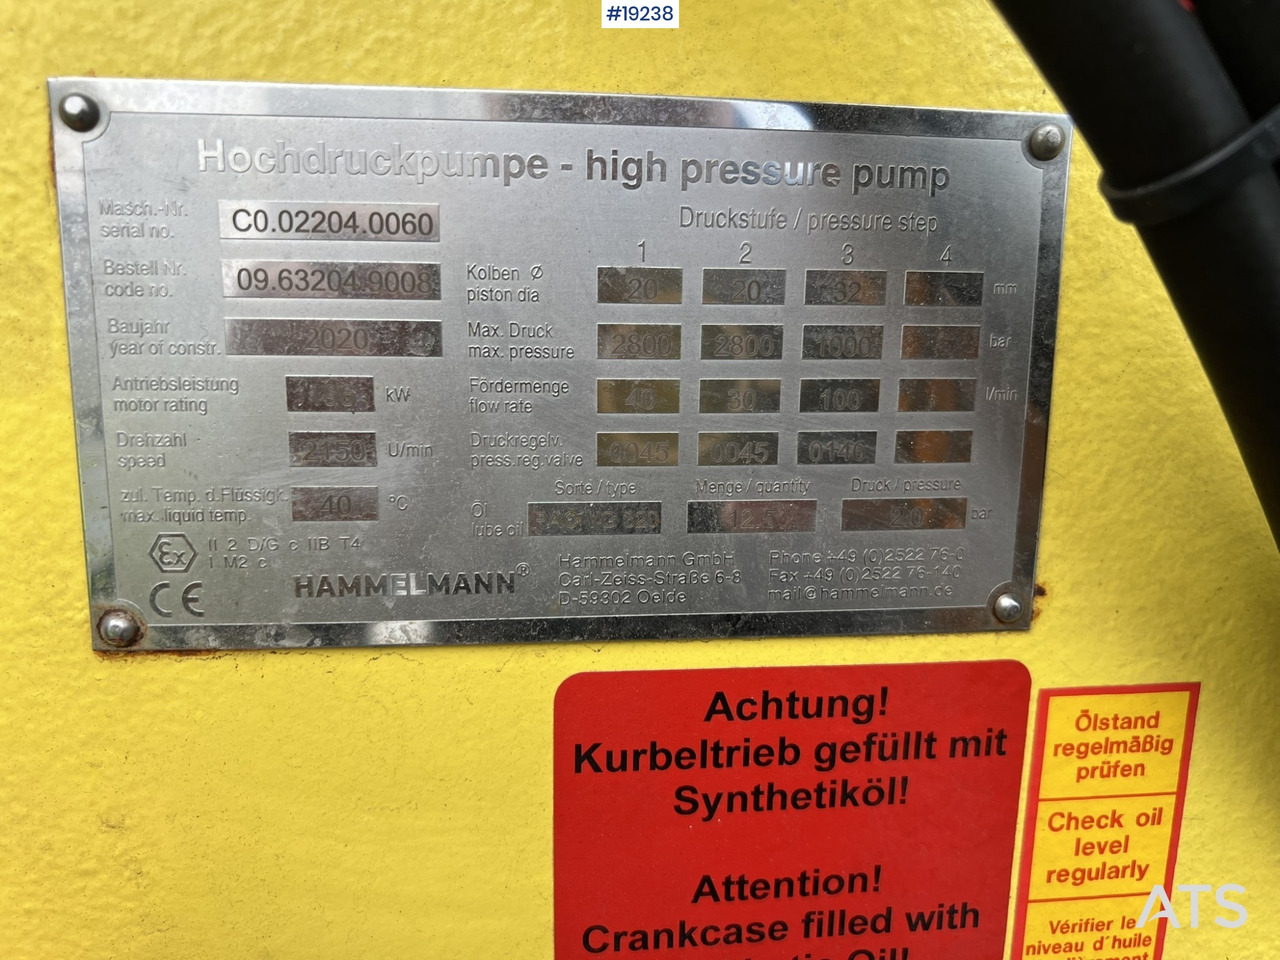 #19238
Hochdruckpumpe - high pressure pump
Masch.-Nr.
serial no.
C0.02204.0060
Bestell Nr.
code no.
09.63204.9008
Baujahr
year of constr.
2020
Antriebsleistung
motor rating
kW
Drehzahl
speed
2150
U/min
zul. Temp. d.Flüssigk.
max. liquid temp.
40
°C
Druckstufe / pressure step
1 2 3 4
Kolben Ø
piston dia
20 20 32
mm
Max. Druck
max. pressure
2800 2800 1000
bar
Fördermenge
flow rate
40 30 100
l/min
Druckregelv.
press.reg.valve
0045 0045 0140
Sorte / type Menge / quantity Druck / pressure
Öl
lube oil
bar
Ex II 2 D/G c IIB T4
I M2 c
CE
HAMMELMANN®
Hammelmann GmbH
Carl-Zeiss-Straße 6-8
D-59302 Oelde
Phone +49 (0)2522 76-0
Fax +49 (0)2522 76-140
mail@hammelmann.de
Achtung!
Kurbeltrieb gefüllt mit
Synthetiköl!
Attention!
Crankcase filled with
Oil!
Ölstand
regelmäßig
prüfen
Check oil
level
regularly
Vérifier le
niveau d'huile
ATS